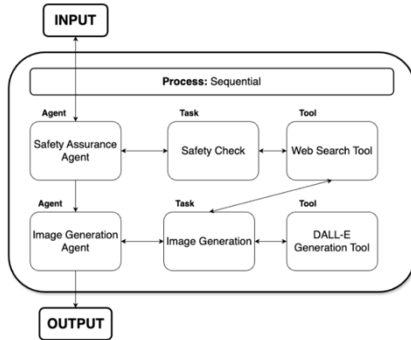 INPUT
Process: Sequential
Agent
Task
Tool
Safety Assurance
Agent
Safety Check
Web Search Tool
Agent
Task
Tool
Image Generation
Agent
Image Generation
DALL-E
Generation Tool
OUTPUT